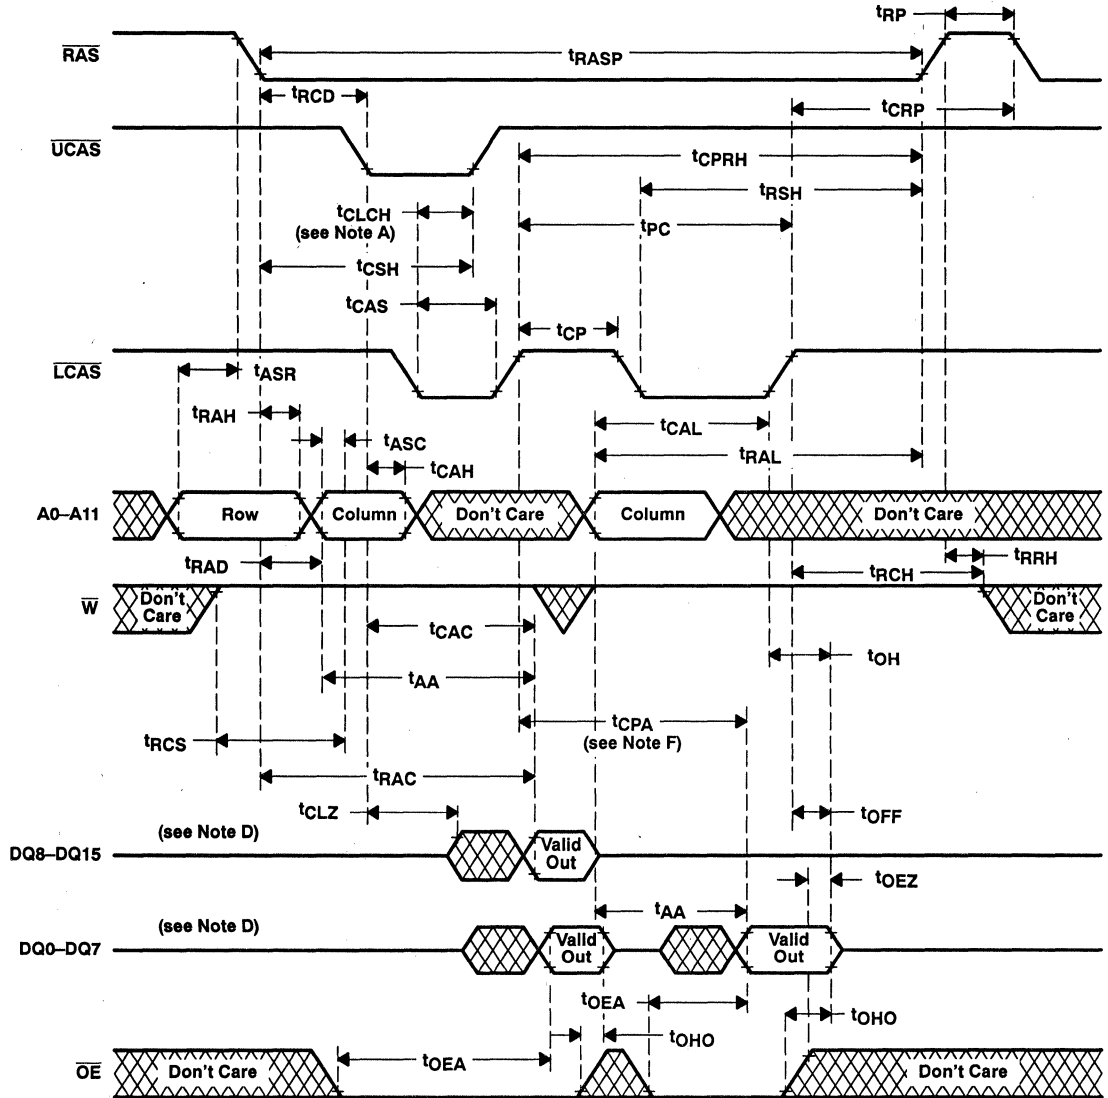 tRP
RAS
tRASP
tRCD
tCRP
UCAS
tCPRH
tRSH
tCLCH
(see Note A)
tPC
tCSH
tCAS
tCP
LCAS
tASR
tRAH
tASC
tCAL
tCAH
tRAL
A0–A11
Row
Column
Don't Care
Column
Don't Care
tRAD
tRRH
tRCH
W
Don't
Care
Don't
Care
tCAC
tOH
tAA
tCPA
(see Note F)
tRCS
tRAC
tCLZ
tOFF
(see Note D)
DQ8–DQ15
Valid
Out
tOEZ
tAA
(see Note D)
DQ0–DQ7
Valid
Out
Valid
Out
tOEA
tOHO
tOHO
tOEA
OE
Don't Care
Don't Care